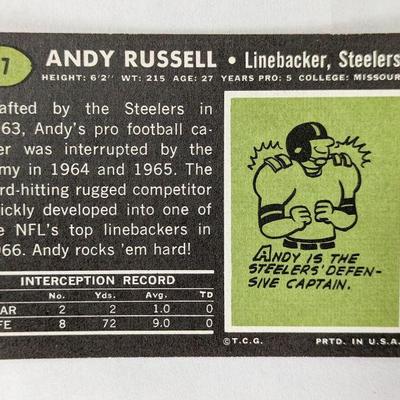 7 ANDY RUSSELL • Linebacker, Steelers
HEIGHT: 6'2" WT: 215 AGE: 27 YEARS PRO: 5 COLLEGE: MISSOUR
afted by the Steelers in
63, Andy's pro football ca-
er was interrupted by the
my in 1964 and 1965. The
rd-hitting rugged competitor
ickly developed into one of
e NFL's top linebackers in
66. Andy rocks 'em hard!
INTERCEPTION RECORD
No. Yds. Avg. TD
AR 2 2 1.0 0
FE 8 72 9.0 0
ANDY IS THE
STEELERS' DEFEN-
SIVE CAPTAIN.
©T.C.G. PRTD. IN U.S.A.